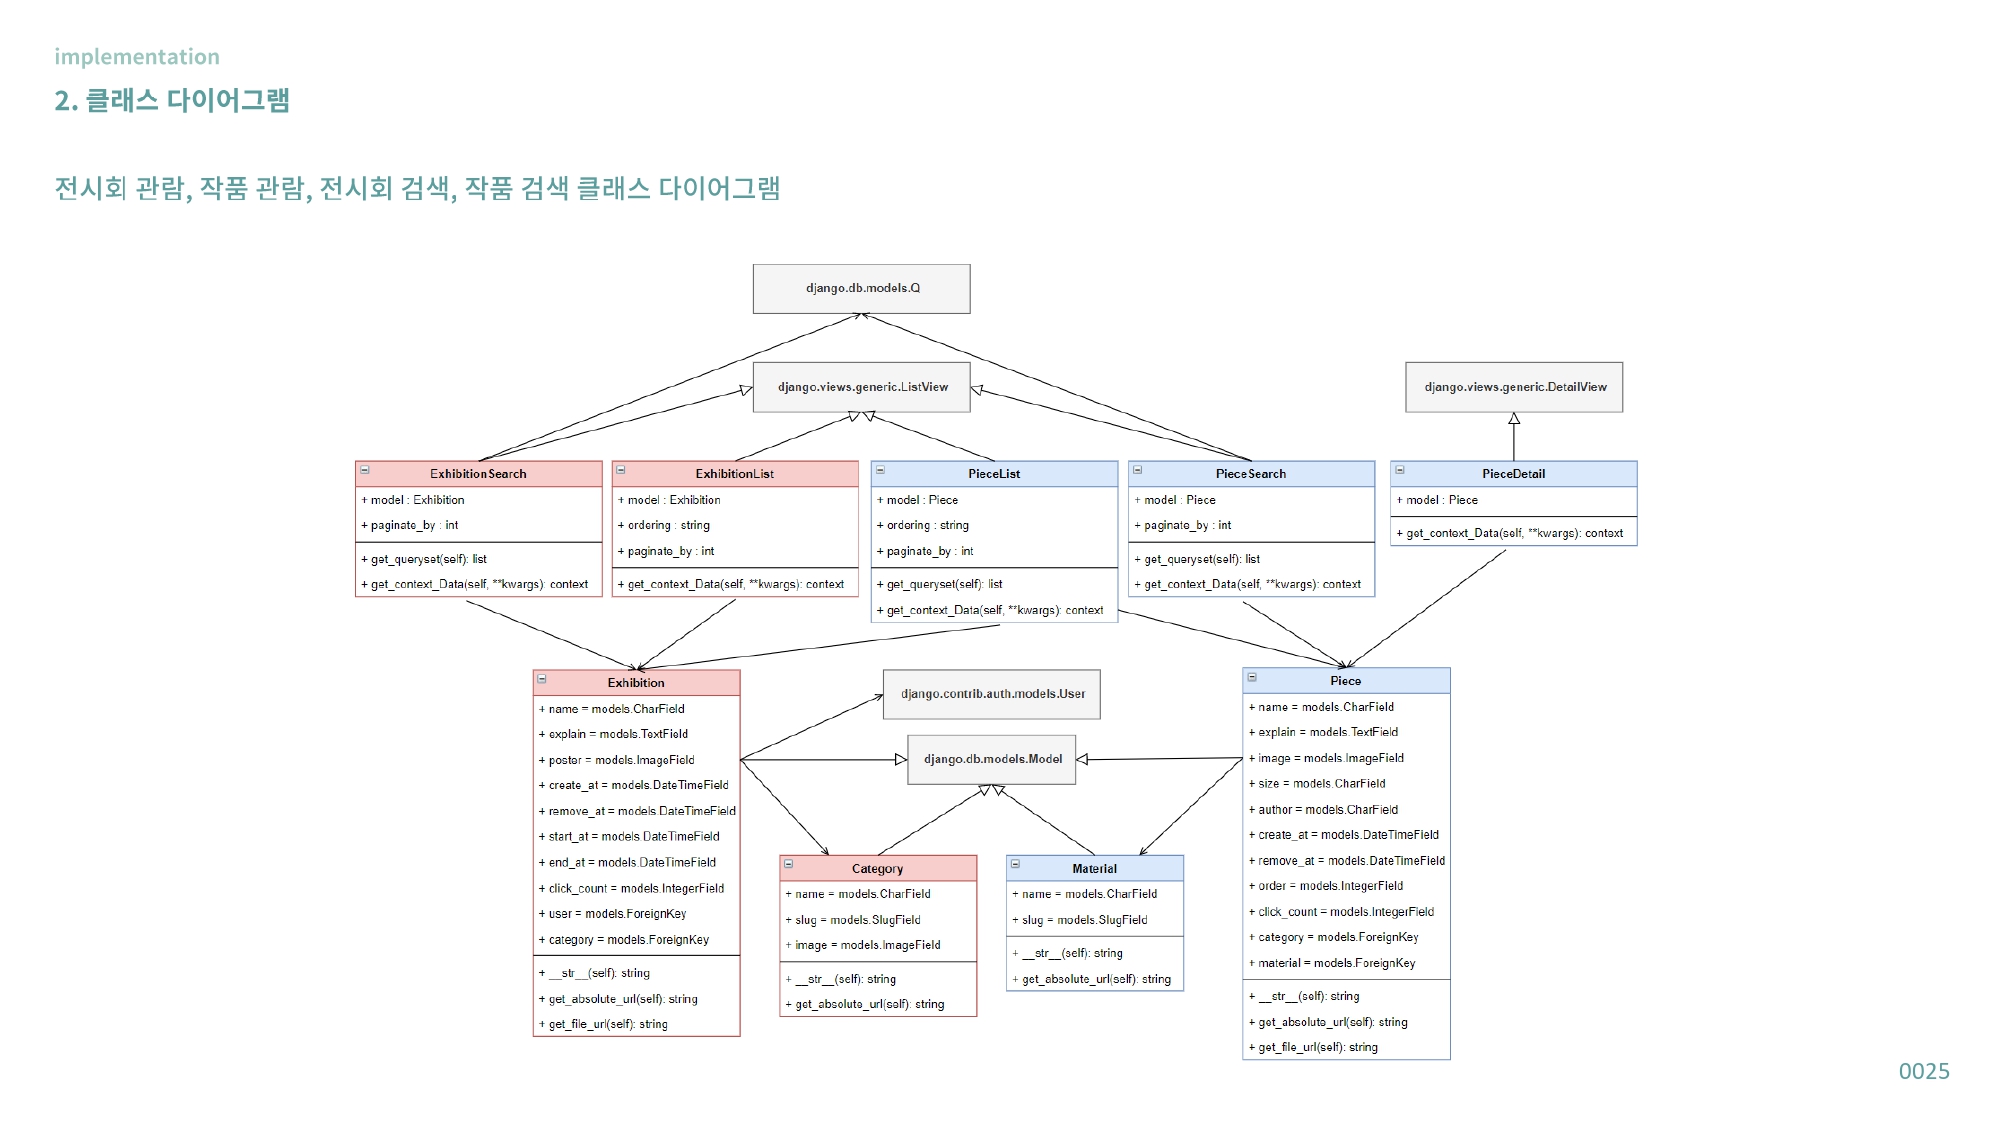 implementation
2. 클래스 다이어그램
전시회 관람, 작품 관람, 전시회 검색, 작품 검색 클래스 다이어그램
django.db.models.Q
django.views.generic.ListView
django.views.generic.DetailView
ExhibitionSearch
+ model : Exhibition
+ paginate_by : int
+ get_queryset(self): list
+ get_context_Data(self, **kwargs): context
ExhibitionList
+ model : Exhibition
+ ordering : string
+ paginate_by : int
+ get_context_Data(self, **kwargs): context
PieceList
+ model : Piece
+ ordering : string
+ paginate_by : int
+ get_queryset(self): list
+ get_context_Data(self, **kwargs): context
PieceSearch
+ model : Piece
+ paginate_by : int
+ get_queryset(self): list
+ get_context_Data(self, **kwargs): context
PieceDetail
+ model : Piece
+ get_context_Data(self, **kwargs): context
Exhibition
+ name = models.CharField
+ explain = models.TextField
+ poster = models.ImageField
+ create_at = models.DateTimeField
+ remove_at = models.DateTimeField
+ start_at = models.DateTimeField
+ end_at = models.DateTimeField
+ click_count = models.IntegerField
+ user = models.ForeignKey
+ category = models.ForeignKey
+ __str__(self): string
+ get_absolute_url(self): string
+ get_file_url(self): string
django.contrib.auth.models.User
django.db.models.Model
Category
+ name = models.CharField
+ slug = models.SlugField
+ image = models.ImageField
+ __str__(self): string
+ get_absolute_url(self): string
Material
+ name = models.CharField
+ slug = models.SlugField
+ __str__(self): string
+ get_absolute_url(self): string
Piece
+ name = models.CharField
+ explain = models.TextField
+ image = models.ImageField
+ size = models.CharField
+ author = models.CharField
+ create_at = models.DateTimeField
+ remove_at = models.DateTimeField
+ order = models.IntegerField
+ click_count = models.IntegerField
+ category = models.ForeignKey
+ material = models.ForeignKey
+ __str__(self): string
+ get_absolute_url(self): string
+ get_file_url(self): string
0025